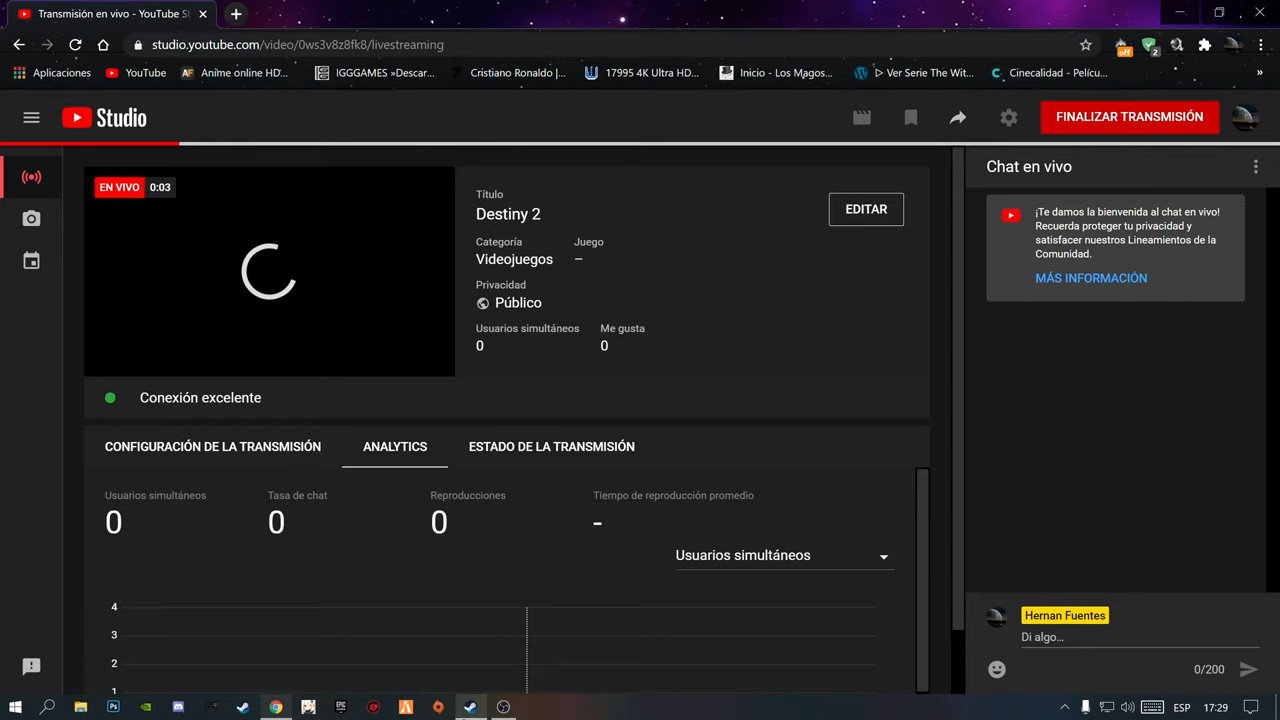 Transmisión en vivo - YouTube S
studio.youtube.com/video/0ws3v8z8fk8/livestreaming
off
2
Aplicaciones
YouTube
Anime online HD'...
IGGGAMES »Descar...
Cristiano Ronaldo |...
17995 4K Ultra HD...
Inicio - Los Magos...
▷ Ver Serie The Wit...
Cinecalidad - Pelícu...
»
Studio
FINALIZAR TRANSMISIÓN
EN VIVO 0:03
Título
Destiny 2
EDITAR
Categoría
Juego
Videojuegos
–
Privacidad
Público
Usuarios simultáneos
Me gusta
0
0
Conexión excelente
CONFIGURACIÓN DE LA TRANSMISIÓN
ANALYTICS
ESTADO DE LA TRANSMISIÓN
Usuarios simultáneos
Tasa de chat
Reproducciones
Tiempo de reproducción promedio
0
0
0
-
Usuarios simultáneos
4
3
2
1
Chat en vivo
¡Te damos la bienvenida al chat en vivo!
Recuerda proteger tu privacidad y
satisfacer nuestros Lineamientos de la
Comunidad.
MÁS INFORMACIÓN
Hernan Fuentes
Di algo...
0/200
ESP
17:29